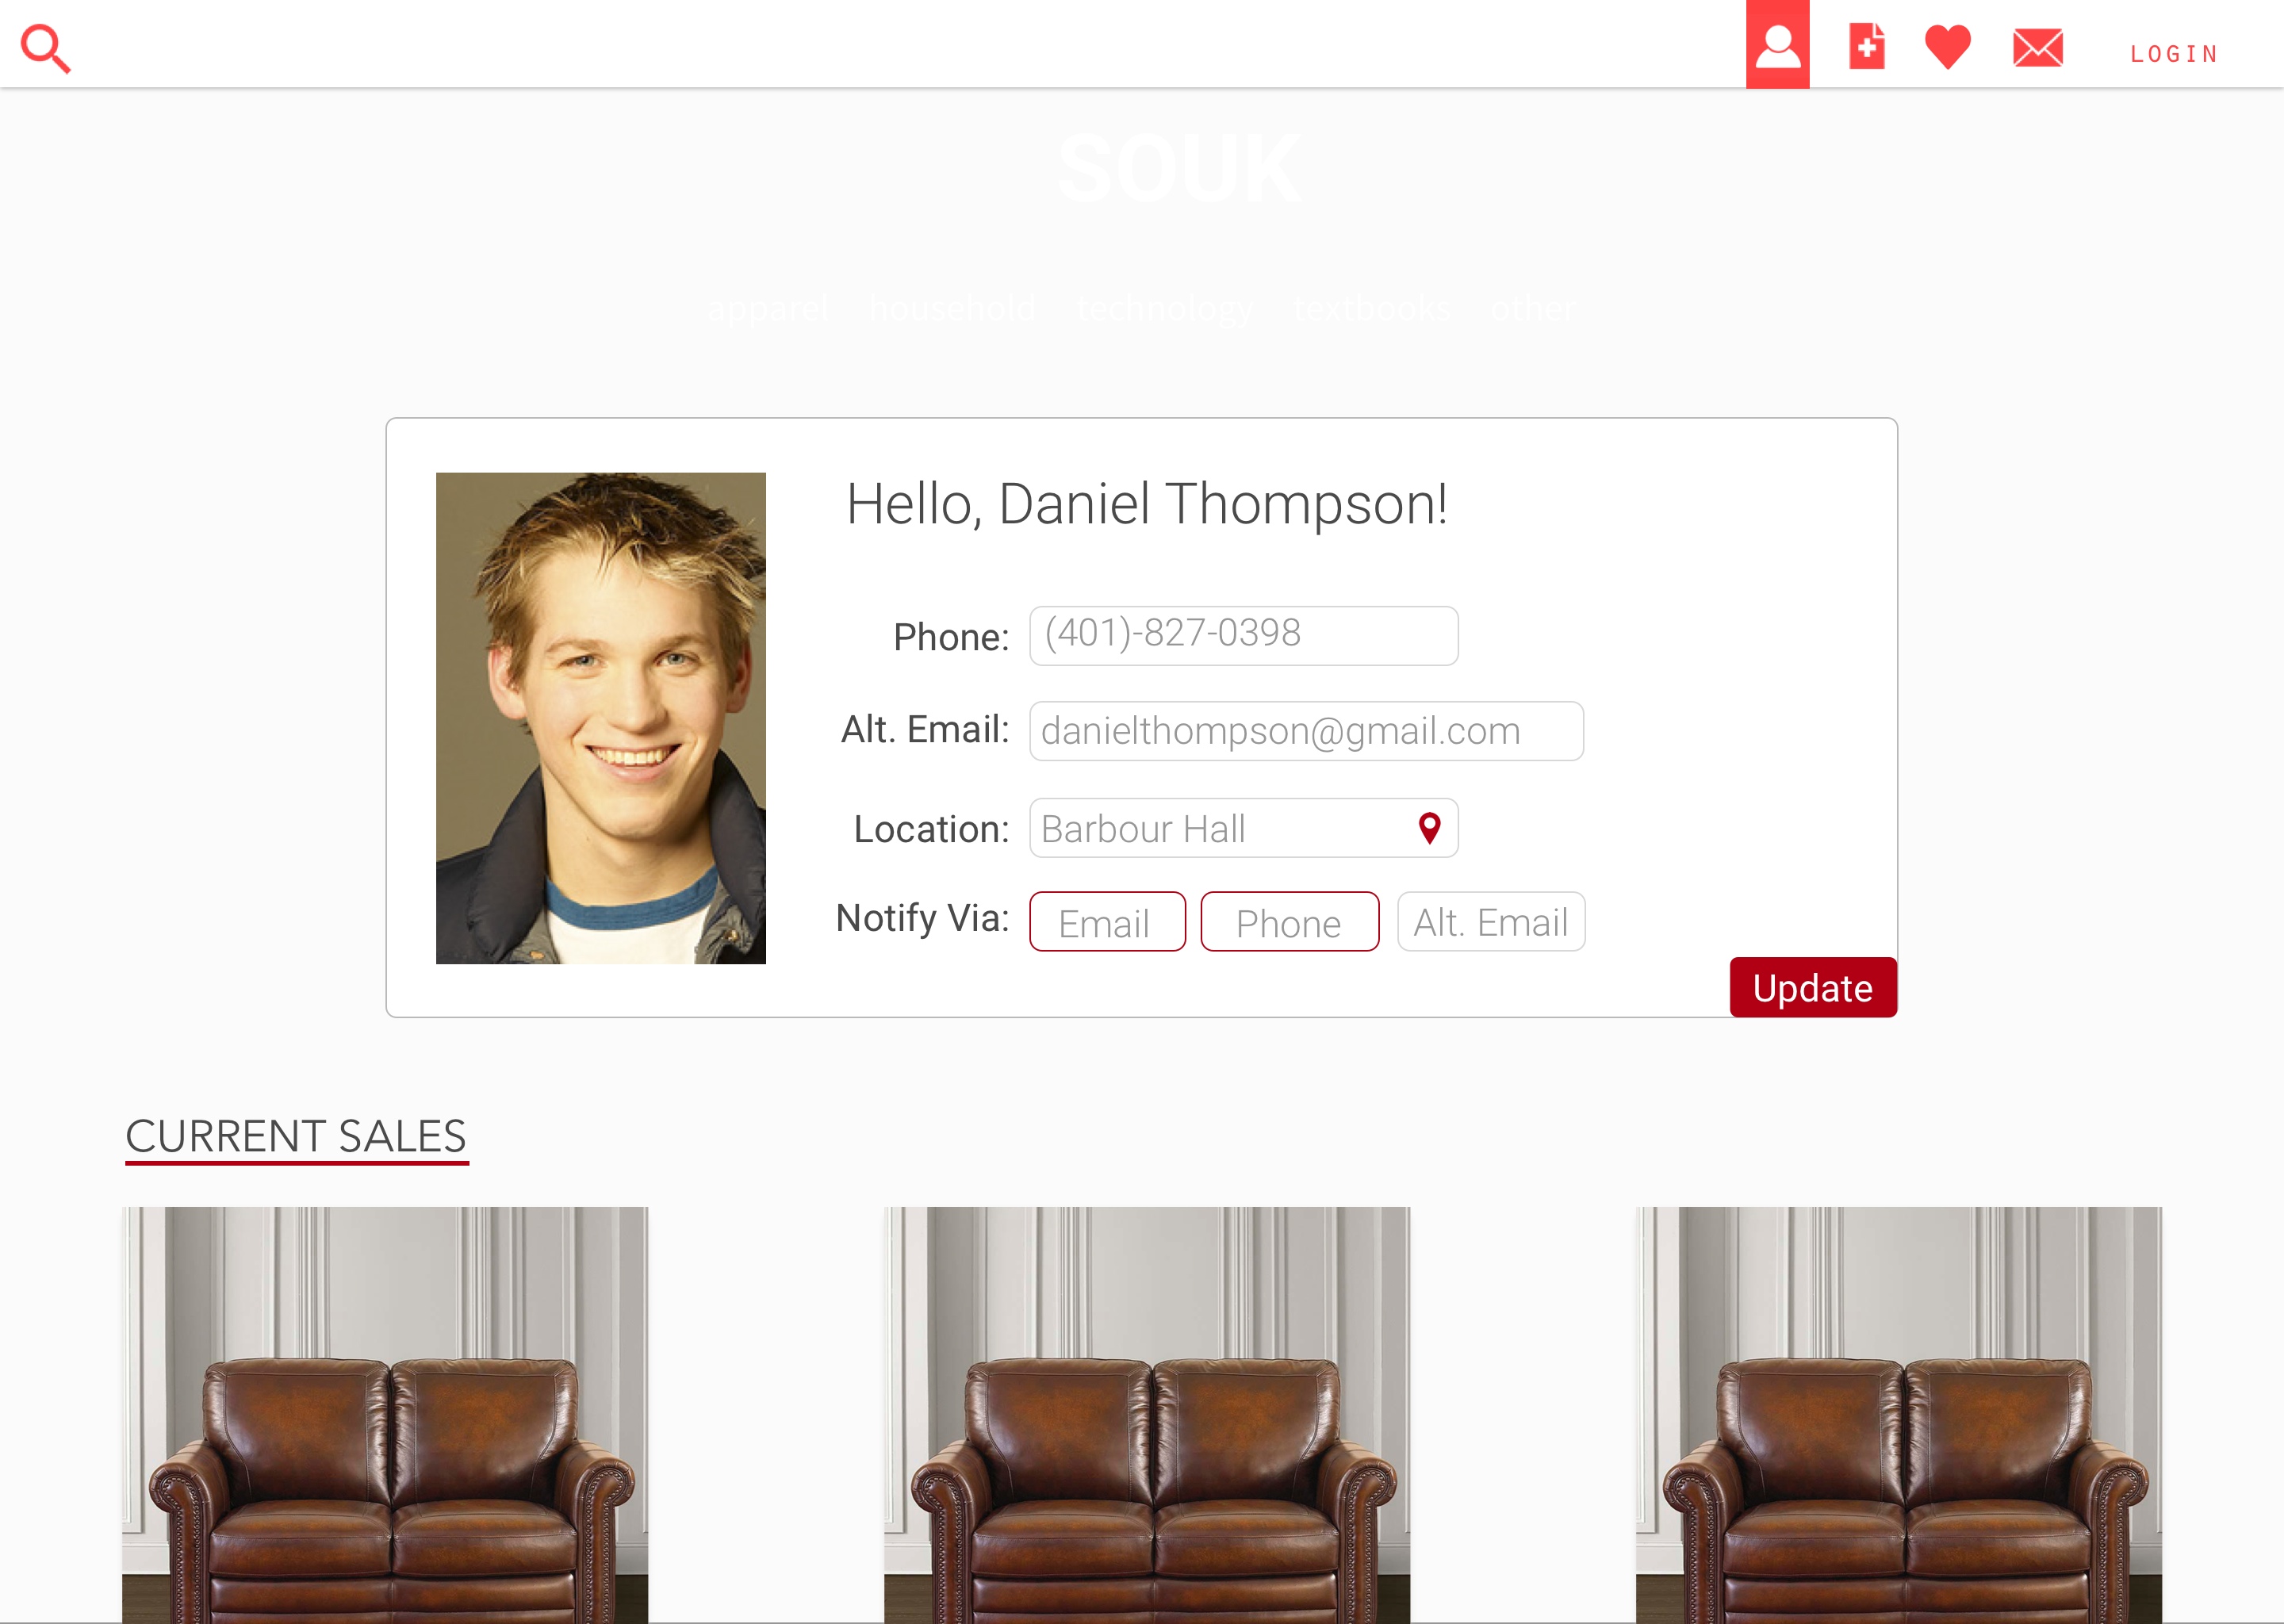 LOGIN
SOUK
apparel household technology textbooks other
Hello, Daniel Thompson!
Phone: (401)-827-0398
Alt. Email: danielthompson@gmail.com
Location: Barbour Hall
Notify Via: Email Phone Alt. Email
Update
CURRENT SALES